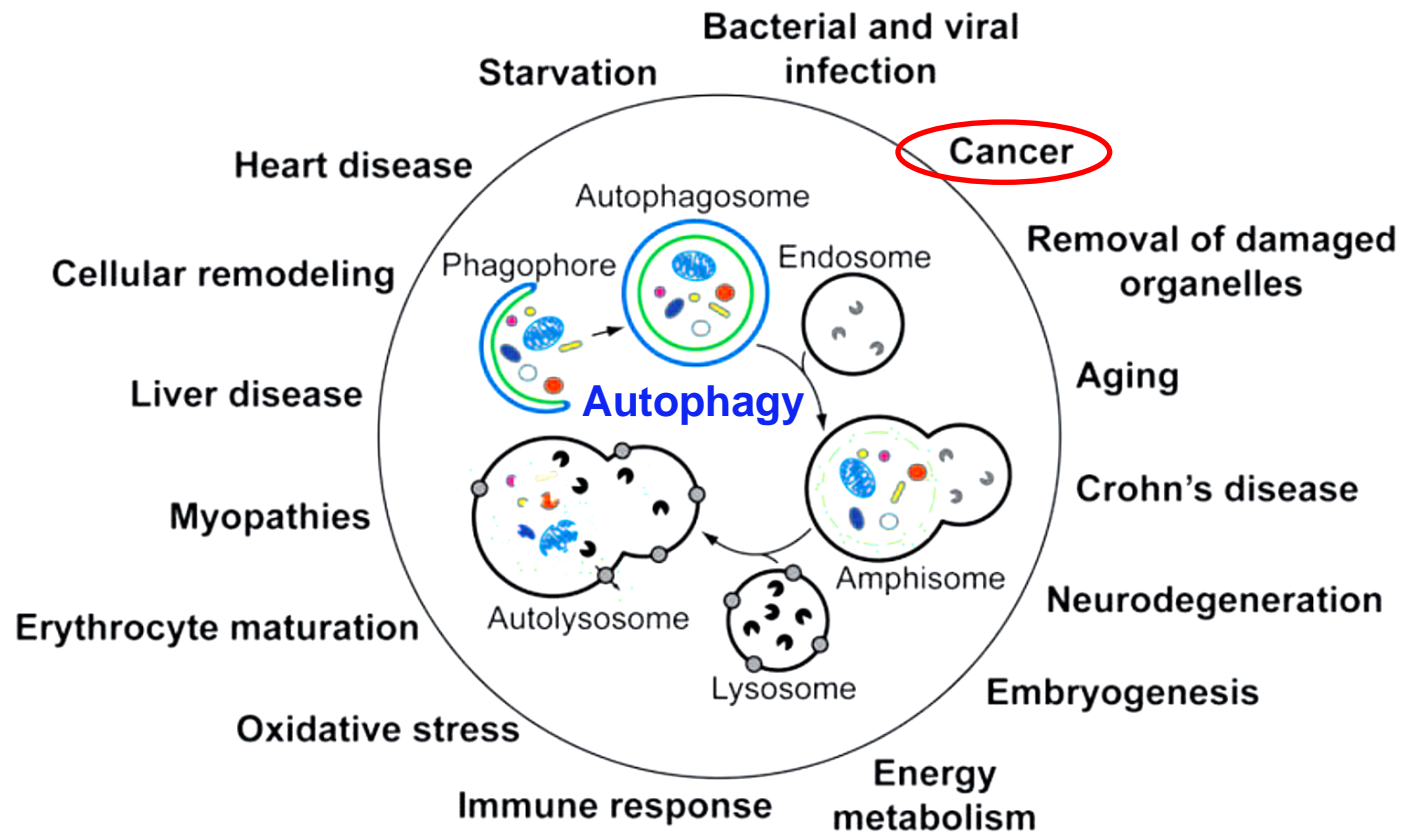 Bacterial and viral
infection
Starvation
Cancer
Heart disease
Autophagosome
Removal of damaged
organelles
Phagophore
Endosome
Cellular remodeling
Aging
Liver disease
Autophagy
Crohn's disease
Myopathies
Amphisome
Neurodegeneration
Autolysosome
Erythrocyte maturation
Lysosome
Embryogenesis
Oxidative stress
Energy
metabolism
Immune response